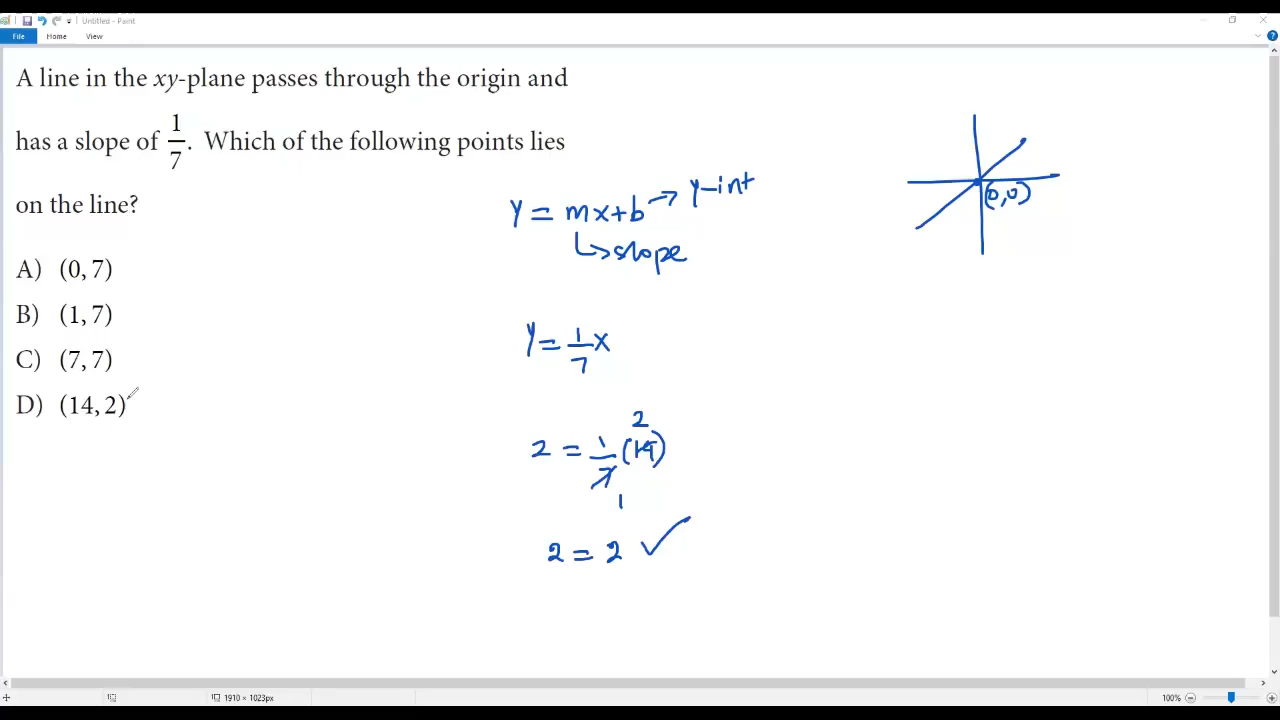 Untitled - Paint
File Home View
A line in the xy-plane passes through the origin and
has a slope of 1/7. Which of the following points lies
on the line?
A) (0, 7)
B) (1, 7)
C) (7, 7)
D) (14, 2)
y = mx+b → y-int
↳ slope
y = 1/7 x
2
2 = 1/7 (14)
1
2 = 2 ✓
(0,0)
1910 × 1023px
100%